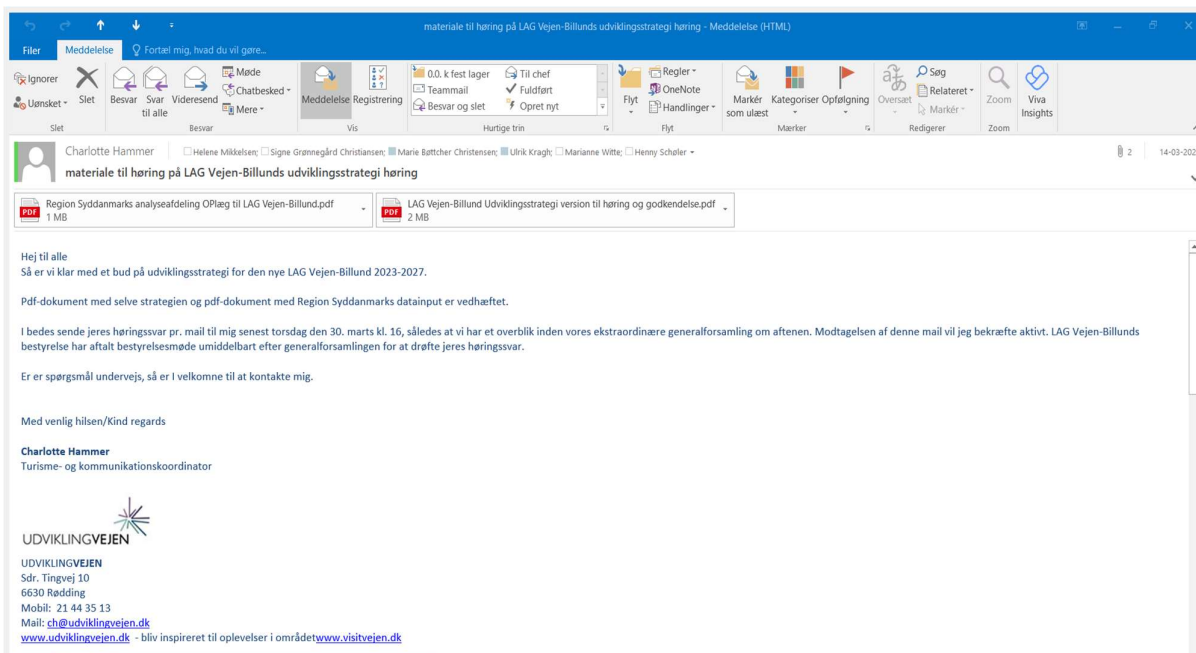 materiale til høring på LAG Vejen-Billunds udviklingsstrategi høring - Meddelelse (HTML)
Filer Meddelelse Fortæl mig, hvad du vil gøre...
Ignorer
Uønsket
Slet
Besvar
Svar til alle
Videresend
Møde
Chatbesked
Mere
Meddelelse
Registrering
0.0. k fest lager
Teammail
Besvar og slet
Til chef
Fuldført
Opret nyt
Flyt
Regler
OneNote
Handlinger
Markér som ulæst
Kategoriser
Opfølgning
Oversæt
Søg
Relateret
Markér
Zoom
Viva Insights
Slet Besvar Vis Hurtige trin Flyt Mærker Redigerer Zoom
Charlotte Hammer Helene Mikkelsen; Signe Grønnegård Christiansen; Marie Bøttcher Christensen; Ulrik Kragh; Marianne Witte; Henny Schøler 2 14-03-202
materiale til høring på LAG Vejen-Billunds udviklingsstrategi høring
PDF Region Syddanmarks analyseafdeling OPlæg til LAG Vejen-Billund.pdf
1 MB
PDF LAG Vejen-Billund Udviklingsstrategi version til høring og godkendelse.pdf
2 MB
Hej til alle
Så er vi klar med et bud på udviklingsstrategi for den nye LAG Vejen-Billund 2023-2027.
Pdf-dokument med selve strategien og pdf-dokument med Region Syddanmarks datainput er vedhæftet.
I bedes sende jeres høringssvar pr. mail til mig senest torsdag den 30. marts kl. 16, således at vi har et overblik inden vores ekstraordinære generalforsamling om aftenen. Modtagelsen af denne mail vil jeg bekræfte aktivt. LAG Vejen-Billunds
bestyrelse har aftalt bestyrelsesmøde umiddelbart efter generalforsamlingen for at drøfte jeres høringssvar.
Er er spørgsmål undervejs, så er I velkomne til at kontakte mig.
Med venlig hilsen/Kind regards
Charlotte Hammer
Turisme- og kommunikationskoordinator
UDVIKLINGVEJEN
UDVIKLINGVEJEN
Sdr. Tingvej 10
6630 Rødding
Mobil: 21 44 35 13
Mail: ch@udviklingvejen.dk
www.udviklingvejen.dk - bliv inspireret til oplevelser i områdetwww.visitvejen.dk